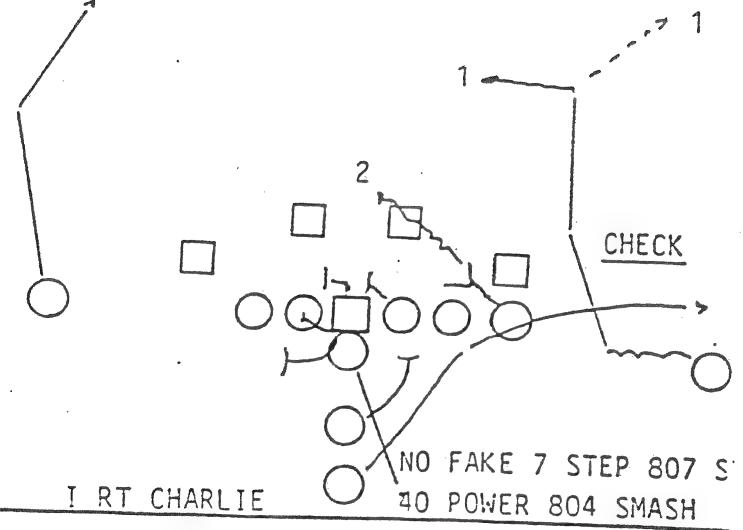 1
1
2
CHECK
NO FAKE 7 STEP 807
I RT CHARLIE
40 POWER 804 SMASH